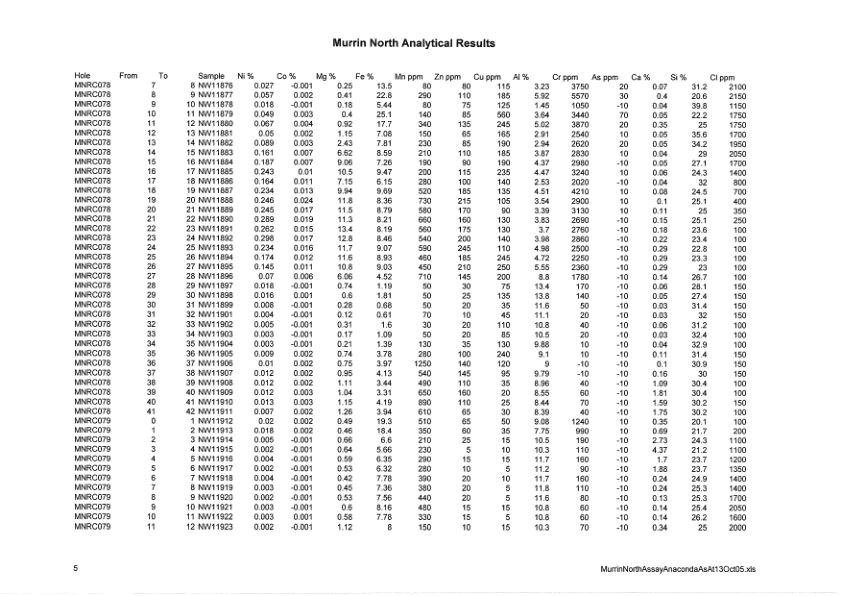 Murrin North Analytical Results
Hole From To Sample Ni % Co % Mg % Fe % Mn ppm Zn ppm Cu ppm Al % Cr ppm As ppm Ca % Si % Cl ppm
MNRC078 7 8 NW11876 0.027 -0.001 0.25 13.5 80 80 115 3.23 3750 20 0.07 31.2 2100
MNRC078 8 9 NW11877 0.057 0.002 0.41 22.8 290 110 185 5.92 5570 30 0.4 20.6 2150
MNRC078 9 10 NW11878 0.018 -0.001 0.18 5.44 80 75 125 1.45 1050 -10 0.04 39.8 1150
MNRC078 10 11 NW11879 0.049 0.003 0.4 25.1 140 85 560 3.64 3440 70 0.05 22.2 1750
MNRC078 11 12 NW11880 0.067 0.004 0.92 17.7 340 135 245 5.02 3870 20 0.35 25 1750
MNRC078 12 13 NW11881 0.05 0.002 1.15 7.08 150 65 165 2.91 2540 10 0.05 35.6 1700
MNRC078 13 14 NW11882 0.089 0.003 2.43 7.81 230 85 190 2.94 2620 20 0.05 34.2 1950
MNRC078 14 15 NW11883 0.161 0.007 6.62 8.59 210 110 185 3.87 2830 10 0.04 29 2050
MNRC078 15 16 NW11884 0.187 0.007 9.06 7.26 190 90 190 4.37 2980 -10 0.05 27.1 1700
MNRC078 16 17 NW11885 0.243 0.01 10.5 9.47 200 115 235 4.47 3240 10 0.06 24.3 1400
MNRC078 17 18 NW11886 0.164 0.011 7.15 6.15 280 100 140 2.53 2020 -10 0.04 32 800
MNRC078 18 19 NW11887 0.234 0.013 9.94 9.69 520 185 135 4.51 4210 10 0.08 24.5 700
MNRC078 19 20 NW11888 0.246 0.024 11.8 8.36 730 215 105 3.54 2900 10 0.1 25.1 400
MNRC078 20 21 NW11889 0.245 0.017 11.5 8.79 580 170 90 3.39 3130 10 0.11 25 350
MNRC078 21 22 NW11890 0.289 0.019 11.3 8.21 660 160 130 3.83 2690 -10 0.15 25.1 250
MNRC078 22 23 NW11891 0.262 0.015 13.4 8.19 560 175 130 3.7 2760 -10 0.18 23.6 100
MNRC078 23 24 NW11892 0.298 0.017 12.8 8.46 540 200 140 3.98 2860 -10 0.22 23.4 100
MNRC078 24 25 NW11893 0.234 0.016 11.7 9.07 590 245 110 4.98 2500 -10 0.29 22.8 100
MNRC078 25 26 NW11894 0.174 0.012 11.6 8.93 460 185 245 4.72 2250 -10 0.29 23.3 100
MNRC078 26 27 NW11895 0.145 0.011 10.8 9.03 450 210 250 5.55 2360 -10 0.29 23 100
MNRC078 27 28 NW11896 0.07 0.006 6.06 4.52 710 145 200 8.8 1780 -10 0.14 26.7 100
MNRC078 28 29 NW11897 0.018 -0.001 0.74 1.19 50 30 75 13.4 170 -10 0.06 28.1 150
MNRC078 29 30 NW11898 0.016 0.001 0.6 1.81 50 25 135 13.8 140 -10 0.05 27.4 150
MNRC078 30 31 NW11899 0.008 -0.001 0.28 0.68 50 20 35 11.6 50 -10 0.03 31.4 150
MNRC078 31 32 NW11901 0.004 -0.001 0.12 0.61 70 10 45 11.1 20 -10 0.03 32 150
MNRC078 32 33 NW11902 0.005 -0.001 0.31 1.6 30 20 110 10.8 40 -10 0.06 31.2 100
MNRC078 33 34 NW11903 0.003 -0.001 0.17 1.09 50 20 85 10.5 20 -10 0.03 32.4 100
MNRC078 34 35 NW11904 0.003 -0.001 0.21 1.39 50 35 130 9.88 10 -10 0.04 32.9 100
MNRC078 35 36 NW11905 0.009 0.002 0.74 3.78 280 100 240 9.1 10 -10 0.11 31.4 150
MNRC078 36 37 NW11906 0.01 0.002 0.75 3.97 1250 140 120 9 -10 -10 0.1 30.9 150
MNRC078 37 38 NW11907 0.012 0.002 0.95 4.13 540 145 95 9.79 -10 -10 0.16 30 150
MNRC078 38 39 NW11908 0.012 0.002 1.11 3.44 490 110 35 8.96 40 -10 1.09 30.4 100
MNRC078 39 40 NW11909 0.012 0.002 1.04 3.31 650 160 20 8.55 60 -10 1.81 30.4 100
MNRC078 40 41 NW11910 0.013 0.003 1.15 4.19 890 110 25 8.44 70 -10 1.59 30.2 150
MNRC078 41 42 NW11911 0.007 0.002 1.26 3.94 610 65 30 8.39 40 -10 1.75 30.2 100
MNRC079 0 1 NW11912 0.02 0.002 0.49 19.3 510 65 50 9.08 1240 10 0.35 20.1 100
MNRC079 1 2 NW11913 0.018 0.002 0.46 18.4 350 60 35 7.75 990 10 0.69 21.7 200
MNRC079 2 3 NW11914 0.005 -0.001 0.66 6.6 210 25 15 10.5 190 -10 2.73 24.3 1100
MNRC079 3 4 NW11915 0.002 -0.001 0.64 5.66 230 5 10 10.3 110 -10 4.37 21.2 1100
MNRC079 4 5 NW11916 0.004 -0.001 0.59 6.35 290 15 15 11.7 160 -10 1.7 23.7 1200
MNRC079 5 6 NW11917 0.002 -0.001 0.53 6.32 280 10 5 11.2 90 -10 1.88 23.7 1350
MNRC079 6 7 NW11918 0.004 -0.001 0.42 7.78 390 20 10 11.7 160 -10 0.24 24.9 1400
MNRC079 7 8 NW11919 0.003 -0.001 0.45 7.36 380 20 5 11.8 110 -10 0.24 25.3 1400
MNRC079 8 9 NW11920 0.002 -0.001 0.53 7.56 440 20 5 11.6 80 -10 0.13 25.3 1700
MNRC079 9 10 NW11921 0.003 -0.001 0.6 8.16 480 15 15 10.8 60 -10 0.14 25.4 2050
MNRC079 10 11 NW11922 0.003 0.001 0.58 7.78 330 15 5 10.8 60 -10 0.14 26.2 1600
MNRC079 11 12 NW11923 0.002 -0.001 1.12 8 150 10 15 10.3 70 -10 0.34 25 2000
5 MurrinNorthAssayAnacondaAsAt13Oct05.xls